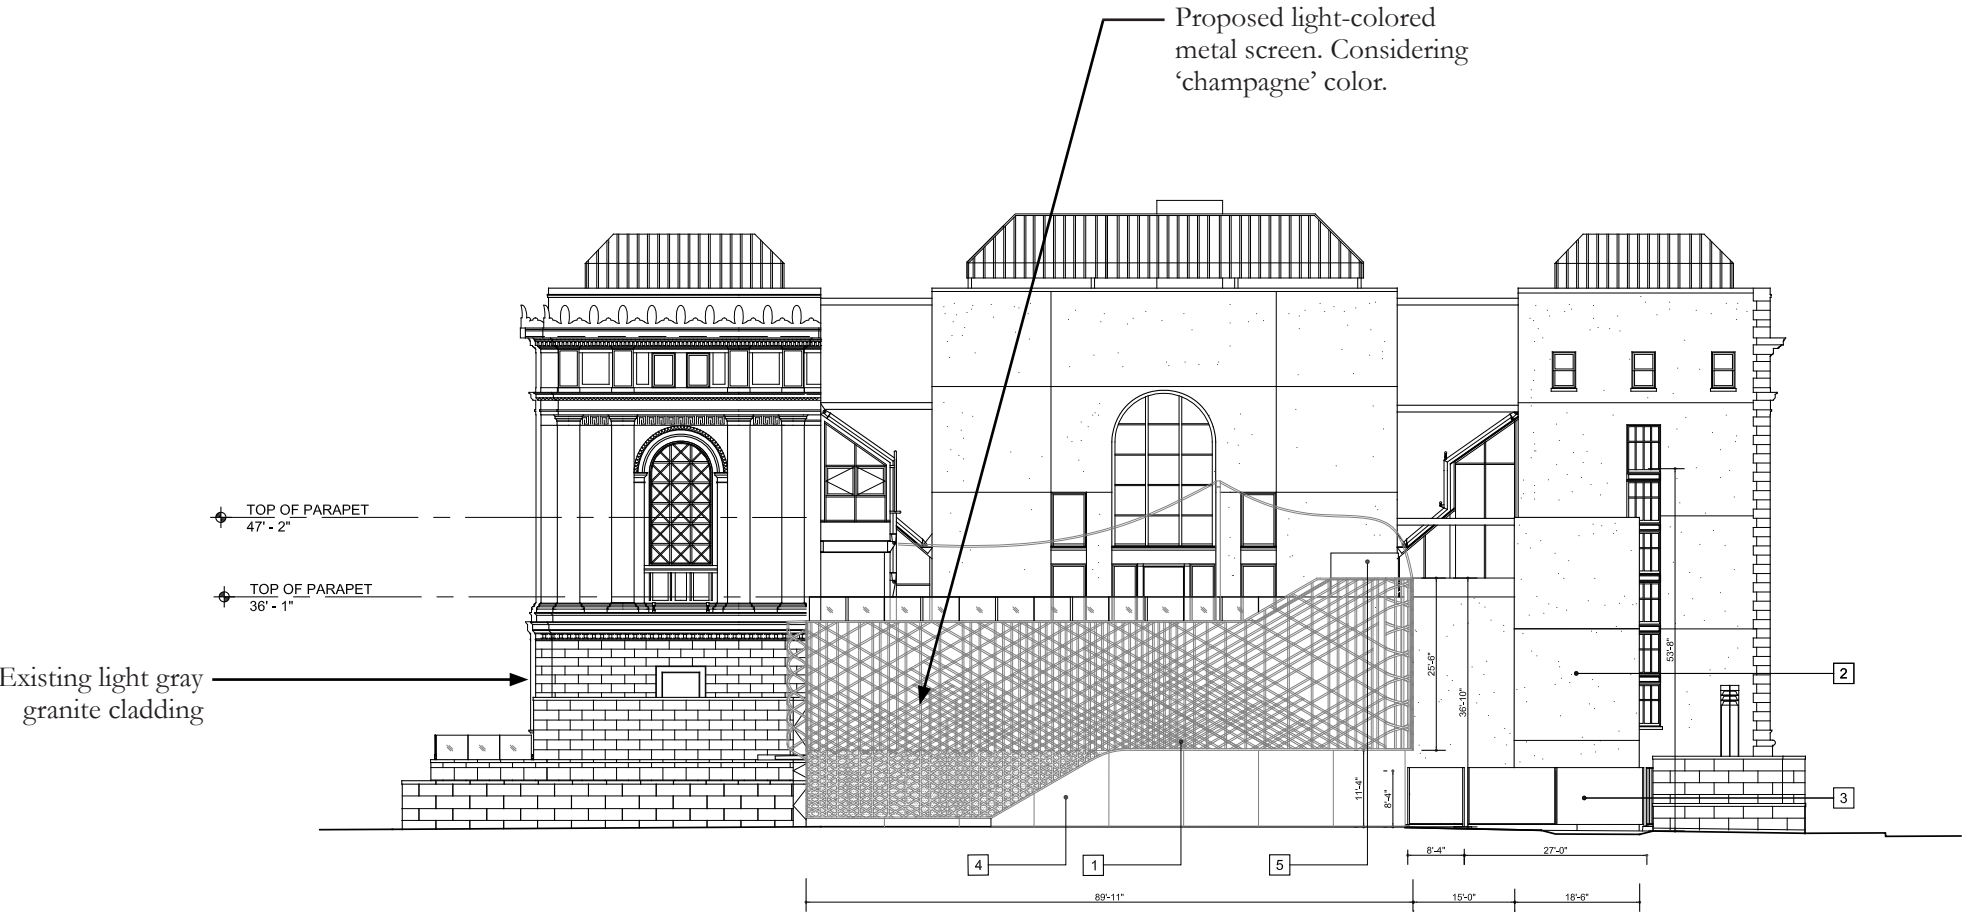 Proposed light-colored
metal screen. Considering
‘champagne’ color.
TOP OF PARAPET
47' - 2"
TOP OF PARAPET
36' - 1"
Existing light gray
granite cladding
25'-6"
36'-10"
53'-8"
2
11'-4"
8'-4"
3
4
1
5
8'-4"
27'-0"
89'-11"
15'-0"
18'-6"